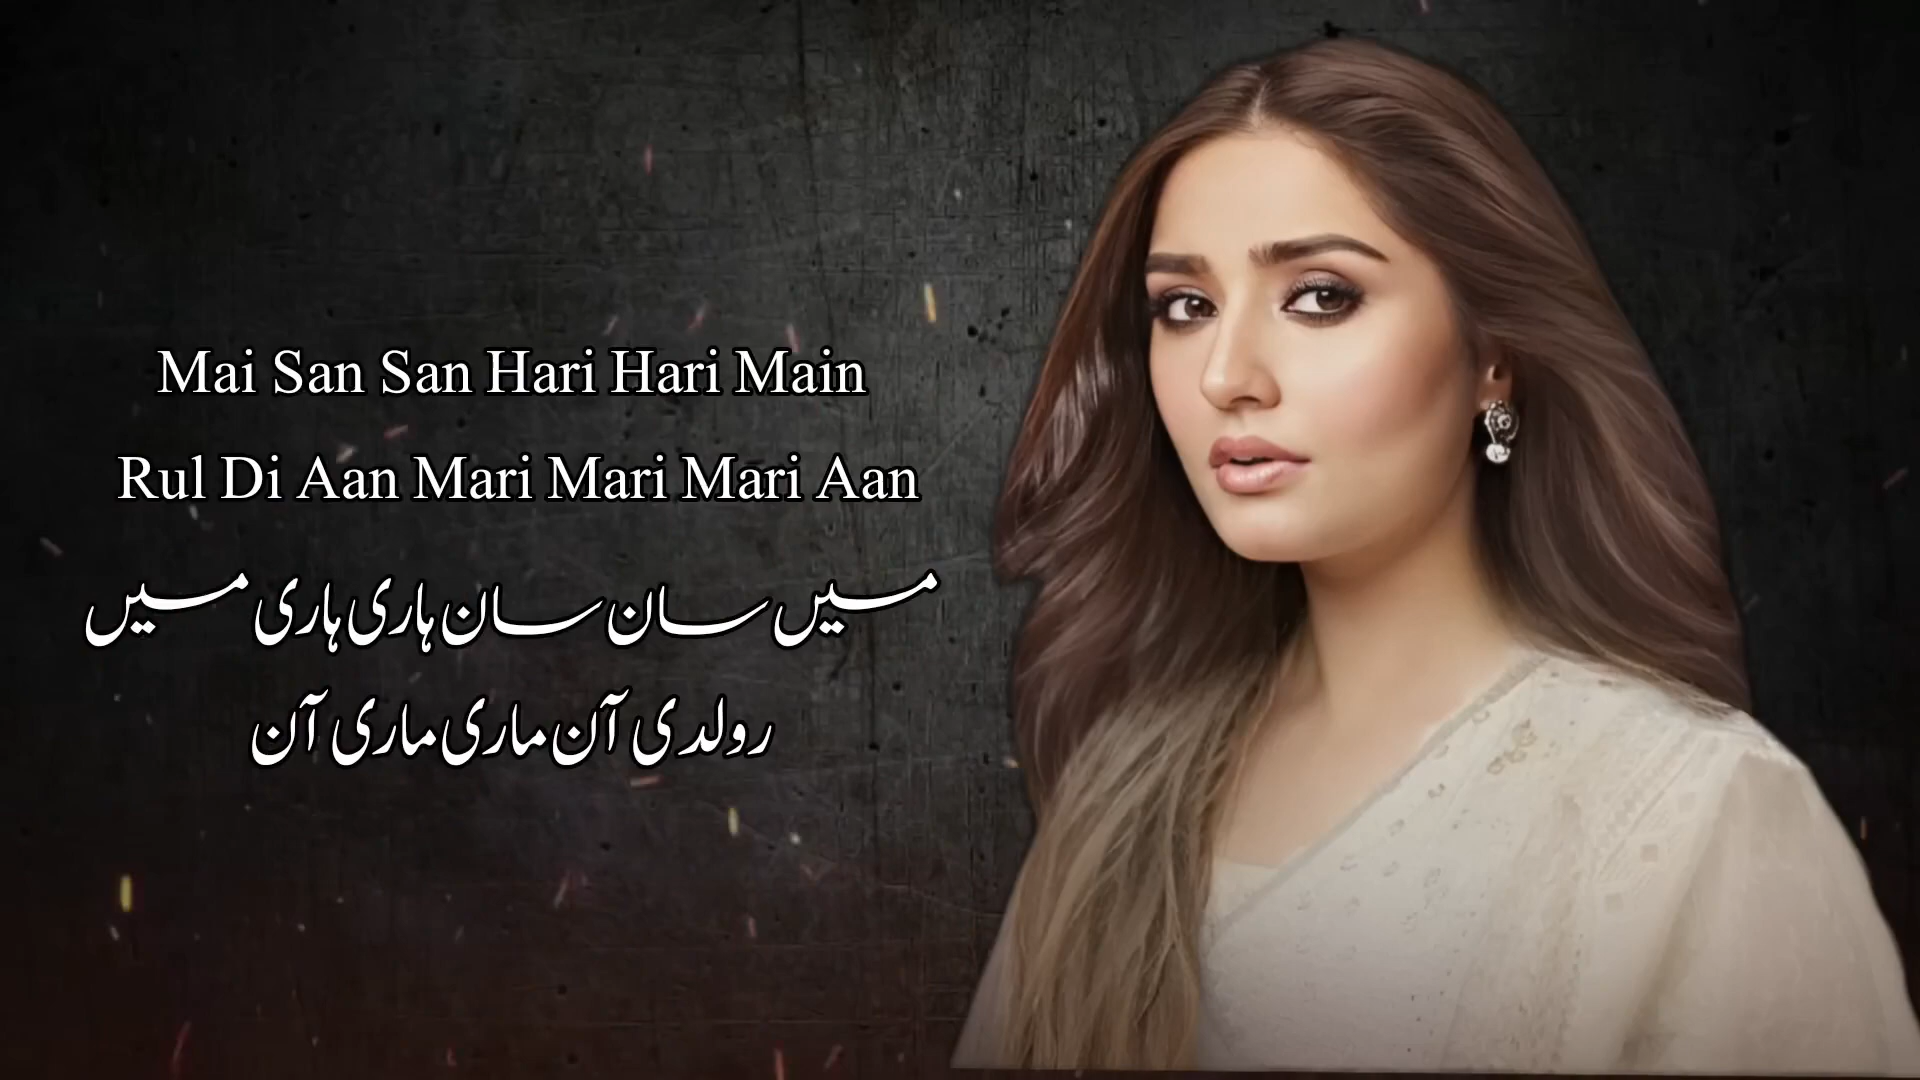 Mai San San Hari Hari Main
Rul Di Aan Mari Mari Mari Aan
میں سان سان ہاری ہاری میں
رولدی آن ماری ماری آن